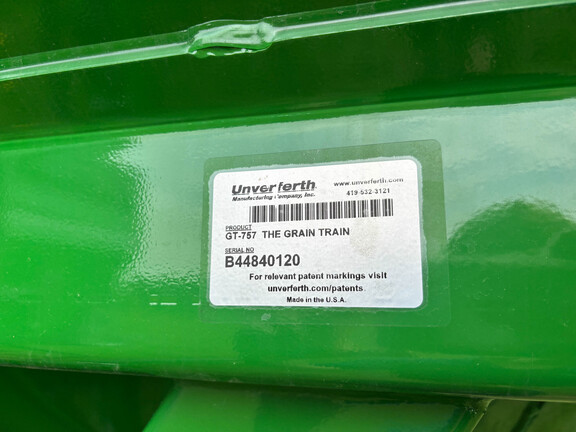 Unverferth www.unverferth.com
Manufacturing Company, Inc. 419-532-3121
PRODUCT
GT-757 THE GRAIN TRAIN
SERIAL NO
B44840120
For relevant patent markings visit
unverferth.com/patents
Made in the U.S.A.